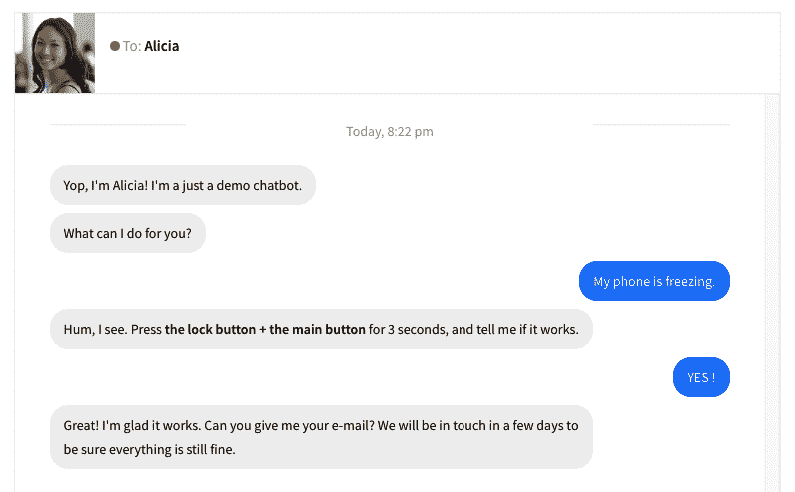 To: Alicia
Today, 8:22 pm
Yop, I'm Alicia! I'm a just a demo chatbot.
What can I do for you?
My phone is freezing.
Hum, I see. Press the lock button + the main button for 3 seconds, and tell me if it works.
YES !
Great! I'm glad it works. Can you give me your e-mail? We will be in touch in a few days to
be sure everything is still fine.